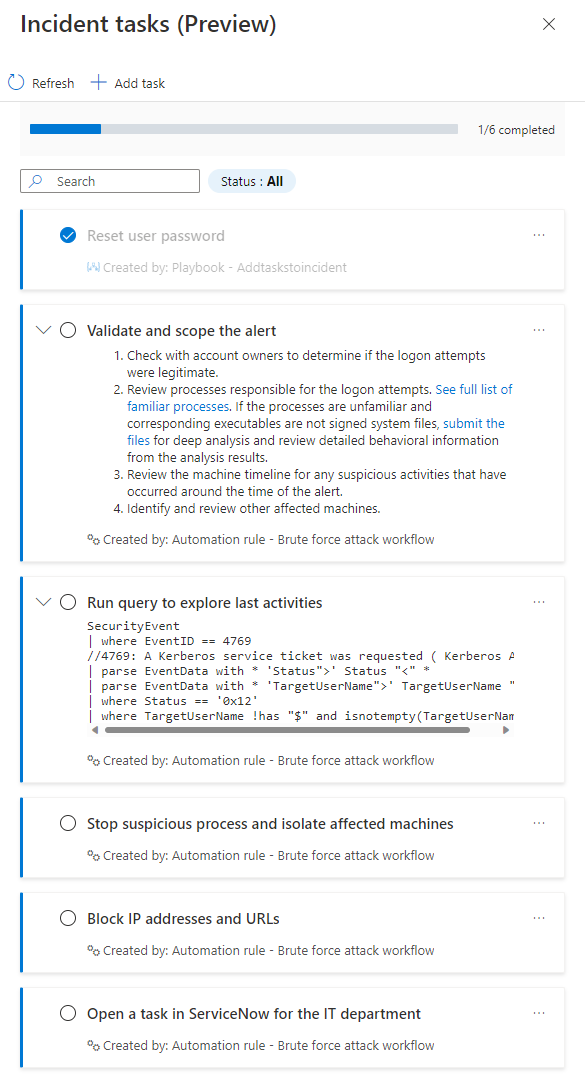 Incident tasks (Preview)
Refresh
Add task
1/6 completed
Search
Status : All
Reset user password
Created by: Playbook - Addtaskstoincident
Validate and scope the alert
1. Check with account owners to determine if the logon attempts
were legitimate.
2. Review processes responsible for the logon attempts. See full list of
familiar processes. If the processes are unfamiliar and
corresponding executables are not signed system files, submit the
files for deep analysis and review detailed behavioral information
from the analysis results.
3. Review the machine timeline for any suspicious activities that have
occurred around the time of the alert.
4. Identify and review other affected machines.
Created by: Automation rule - Brute force attack workflow
Run query to explore last activities
SecurityEvent
| where EventID == 4769
//4769: A Kerberos service ticket was requested ( Kerberos A
| parse EventData with * 'Status">' Status "<" *
| parse EventData with * 'TargetUserName">' TargetUserName "
| where Status == '0x12'
| where TargetUserName !has "$" and isnotempty(TargetUserNam
Created by: Automation rule - Brute force attack workflow
Stop suspicious process and isolate affected machines
Created by: Automation rule - Brute force attack workflow
Block IP addresses and URLs
Created by: Automation rule - Brute force attack workflow
Open a task in ServiceNow for the IT department
Created by: Automation rule - Brute force attack workflow